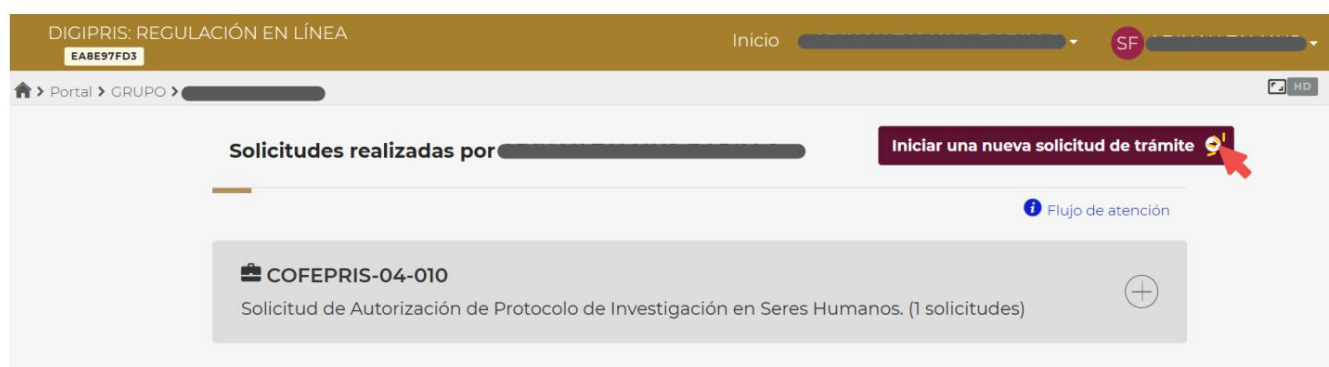 DIGIPRIS: REGULACIÓN EN LÍNEA
EA8E97FD3
Inicio
SF
Portal > GRUPO >
HD
Solicitudes realizadas por
Iniciar una nueva solicitud de trámite
Flujo de atención
COFEPRIS-04-010
Solicitud de Autorización de Protocolo de Investigación en Seres Humanos. (1 solicitudes)